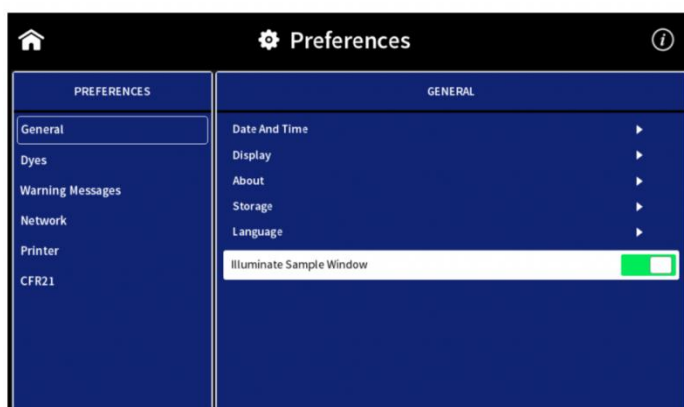 Preferences
PREFERENCES
General
Dyes
Warning Messages
Network
Printer
CFR21
GENERAL
Date And Time
Display
About
Storage
Language
Illuminate Sample Window